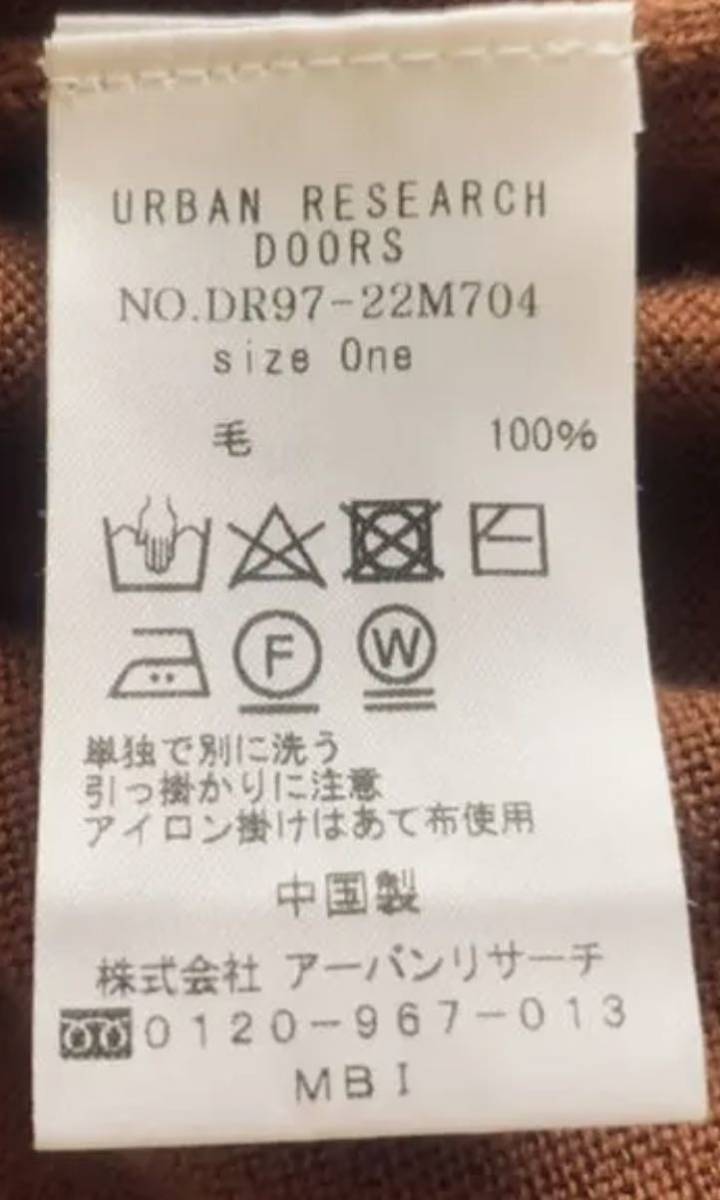 URBAN RESEARCH
DOORS
NO.DR97-22M704
size One
毛 100%
F W
単独で別に洗う
引っ掛かりに注意
アイロン掛けはあて布使用
中国製
株式会社 アーバンリサーチ
0120-967-013
MBI